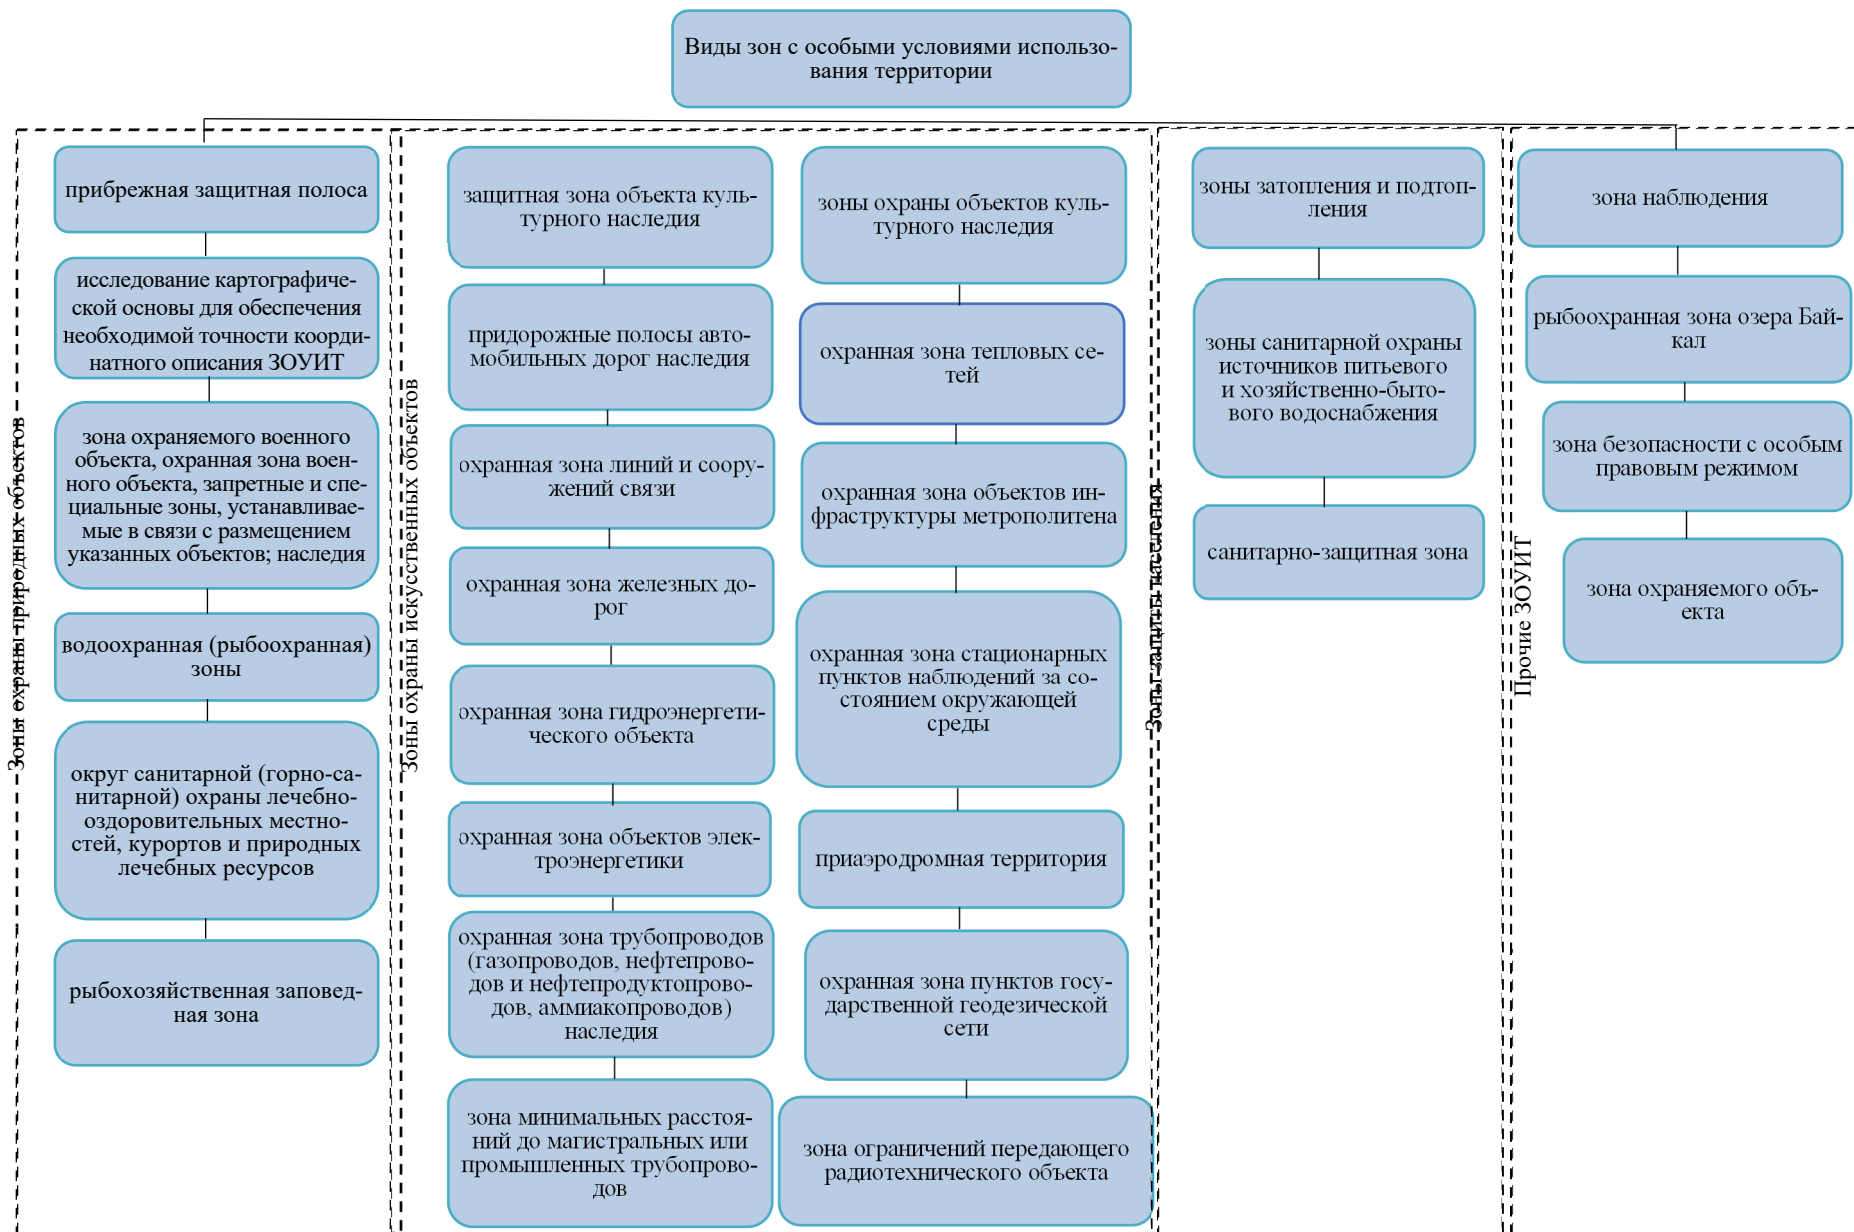 Виды зон с особыми условиями использо-
вания территории
Зоны охраны природных объектов
прибрежная защитная полоса
исследование картографиче-
ской основы для обеспечения
необходимой точности коорди-
натного описания ЗОУИТ
зона охраняемого военного
объекта, охранная зона воен-
ного объекта, запретные и спе-
циальные зоны, устанавливае-
мые в связи с размещением
указанных объектов; наследия
водоохранная (рыбоохранная)
зоны
округ санитарной (горно-са-
нитарной) охраны лечебно-
оздоровительных местно-
стей, курортов и природных
лечебных ресурсов
рыбохозяйственная заповед-
ная зона
Зоны охраны искусственных объектов
защитная зона объекта куль-
турного наследия
придорожные полосы авто-
мобильных дорог наследия
охранная зона линий и соору-
жений связи
охранная зона железных до-
рог
охранная зона гидроэнергети-
ческого объекта
охранная зона объектов элек-
троэнергетики
охранная зона трубопроводов
(газопроводов, нефтепрово-
дов и нефтепродуктопрово-
дов, аммиакопроводов)
наследия
зона минимальных расстоя-
ний до магистральных или
промышленных трубопрово-
дов
зоны охраны объектов куль-
турного наследия
охранная зона тепловых се-
тей
охранная зона объектов ин-
фраструктуры метрополитена
охранная зона стационарных
пунктов наблюдений за со-
стоянием окружающей
среды
приаэродромная территория
охранная зона пунктов госу-
дарственной геодезической
сети
зона ограничений передающего
радиотехнического объекта
Зоны защиты населения
зоны затопления и подтоп-
ления
зоны санитарной охраны
источников питьевого
и хозяйственно-быто-
вого водоснабжения
санитарно-защитная зона
Прочие ЗОУИТ
зона наблюдения
рыбоохранная зона озера Бай-
кал
зона безопасности с особым
правовым режимом
зона охраняемого объ-
екта